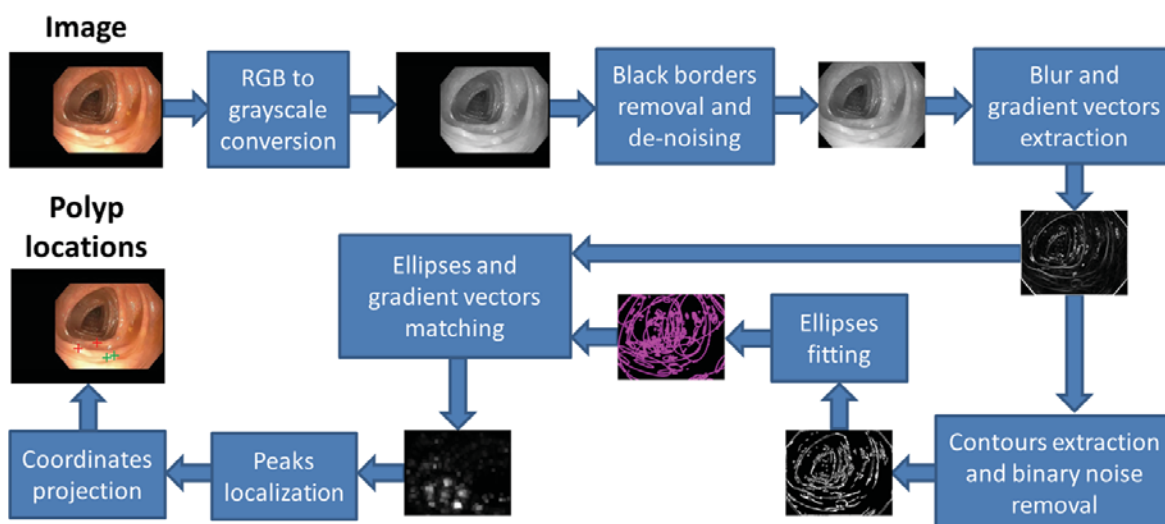 Image
RGB to
grayscale
conversion
Black borders
removal and
de-noising
Blur and
gradient vectors
extraction
Polyp
locations
Ellipses and
gradient vectors
matching
Ellipses
fitting
Coordinates
projection
Peaks
localization
Contours extraction
and binary noise
removal